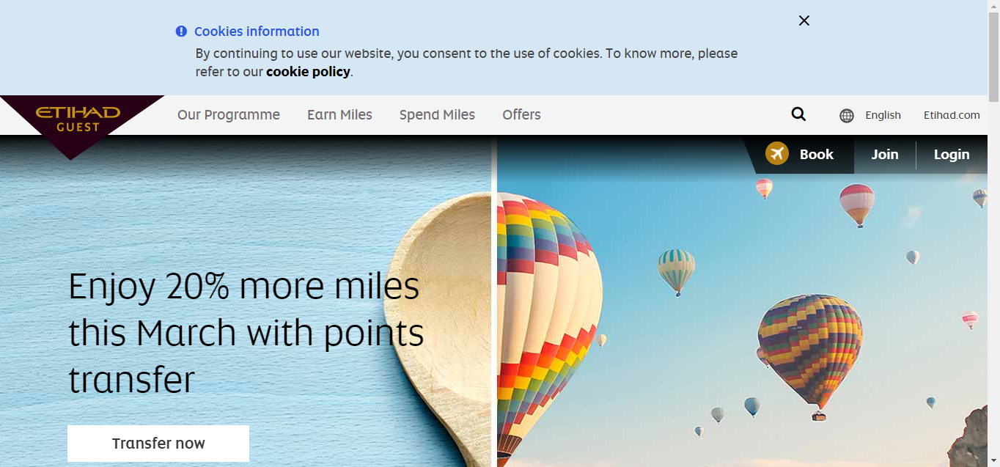 Cookies information
By continuing to use our website, you consent to the use of cookies. To know more, please
refer to our cookie policy.
ETIHAD
GUEST
Our Programme
Earn Miles
Spend Miles
Offers
English
Etihad.com
Book
Join
Login
Enjoy 20% more miles
this March with points
transfer
Transfer now